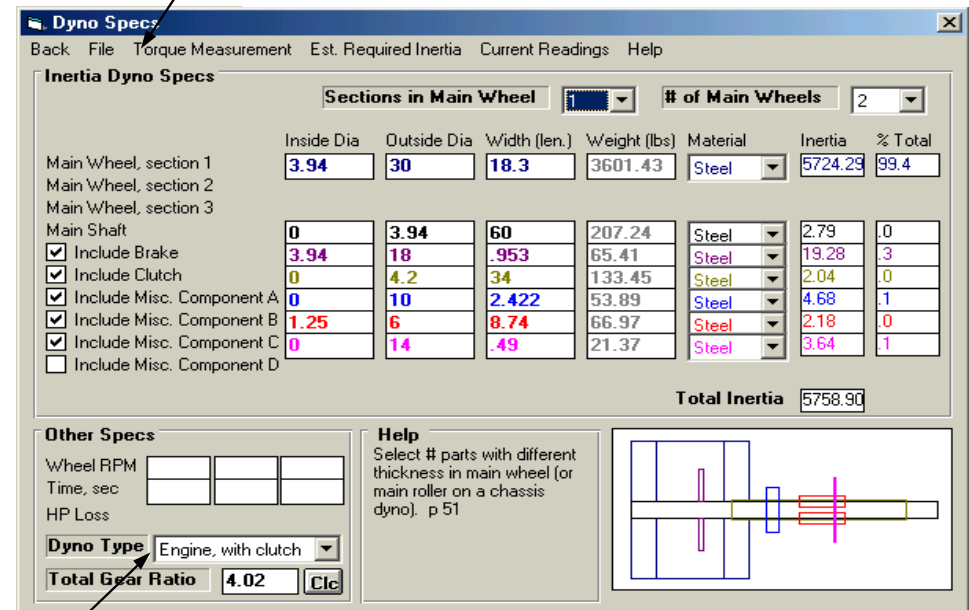 Dyno Specs
Back File Torque Measurement Est. Required Inertia Current Readings Help
Inertia Dyno Specs
Sections in Main Wheel 1 # of Main Wheels 2
Inside Dia Outside Dia Width (len.) Weight (lbs) Material Inertia % Total
Main Wheel, section 1 3.94 30 18.3 3601.43 Steel 5724.29 99.4
Main Wheel, section 2
Main Wheel, section 3
Main Shaft 0 3.94 60 207.24 Steel 2.79 .0
Include Brake 3.94 18 .953 65.41 Steel 19.28 .3
Include Clutch 0 4.2 34 133.45 Steel 2.04 .0
Include Misc. Component A 0 10 2.422 53.89 Steel 4.68 .1
Include Misc. Component B 1.25 6 8.74 66.97 Steel 2.18 .0
Include Misc. Component C 0 14 .49 21.37 Steel 3.64 .1
Include Misc. Component D
Total Inertia 5758.90
Other Specs
Wheel RPM
Time, sec
HP Loss
Dyno Type Engine, with clutch
Total Gear Ratio 4.02 Clc
Help
Select # parts with different
thickness in main wheel (or
main roller on a chassis
dyno). p 51